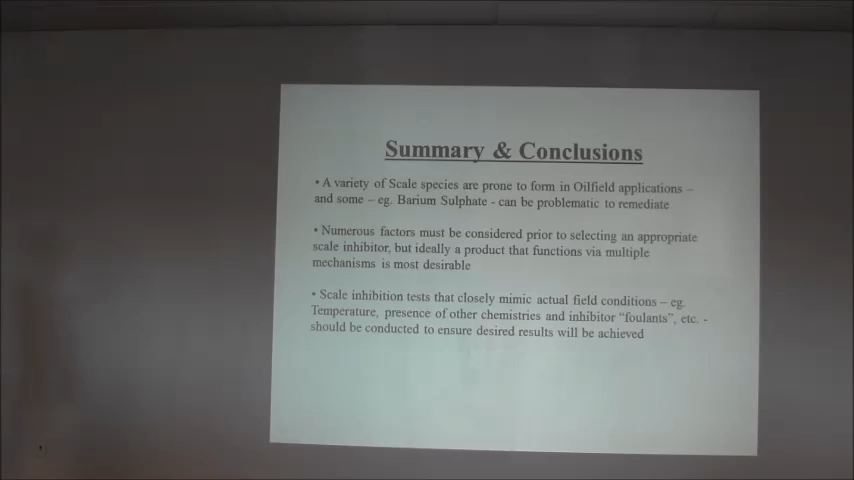 Summary & Conclusions
• A variety of Scale species are prone to form in Oilfield applications –
and some – eg. Barium Sulphate - can be problematic to remediate
• Numerous factors must be considered prior to selecting an appropriate
scale inhibitor, but ideally a product that functions via multiple
mechanisms is most desirable
• Scale inhibition tests that closely mimic actual field conditions – eg.
Temperature, presence of other chemistries and inhibitor “foulants”, etc. -
should be conducted to ensure desired results will be achieved